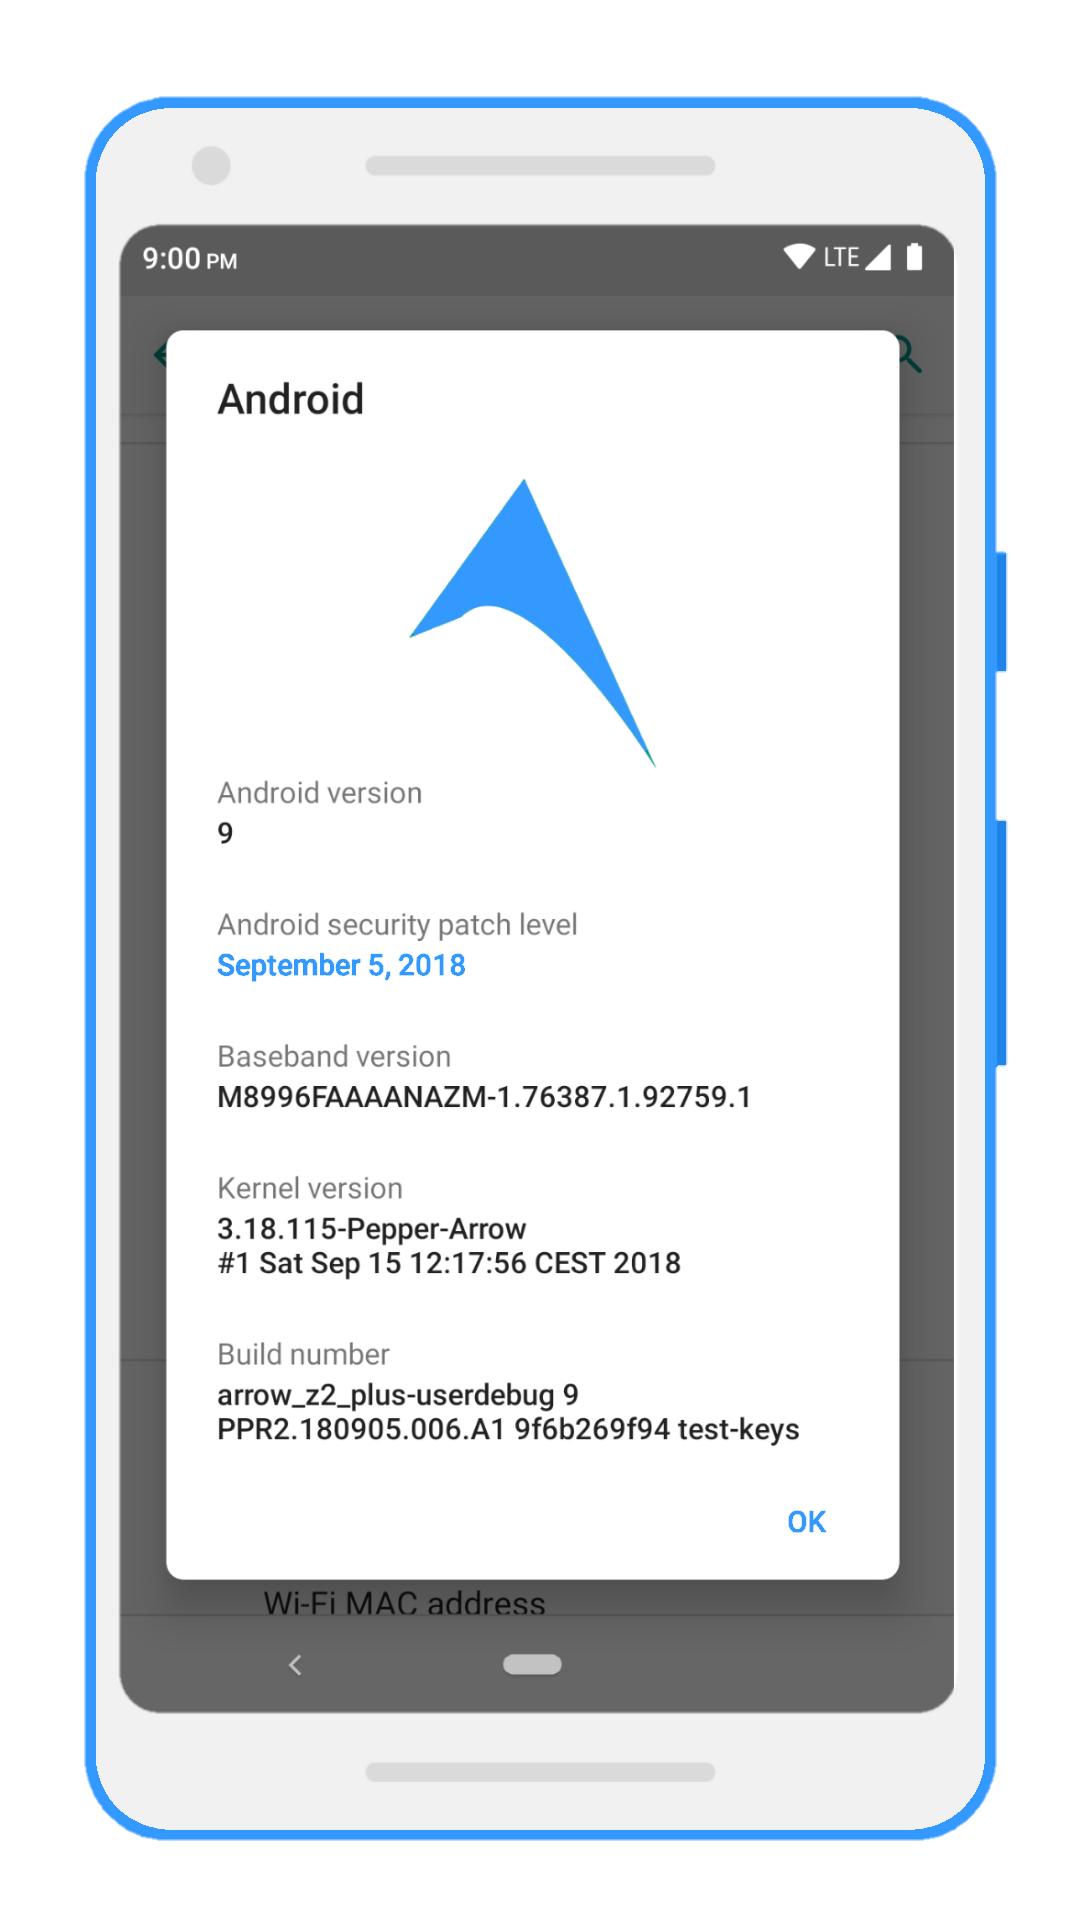 9:00 PM
LTE
Android
Android version
9
Android security patch level
September 5, 2018
Baseband version
M8996FAAAANAZM-1.76387.1.92759.1
Kernel version
3.18.115-Pepper-Arrow
#1 Sat Sep 15 12:17:56 CEST 2018
Build number
arrow_z2_plus-userdebug 9
PPR2.180905.006.A1 9f6b269f94 test-keys
OK
Wi-Fi MAC address